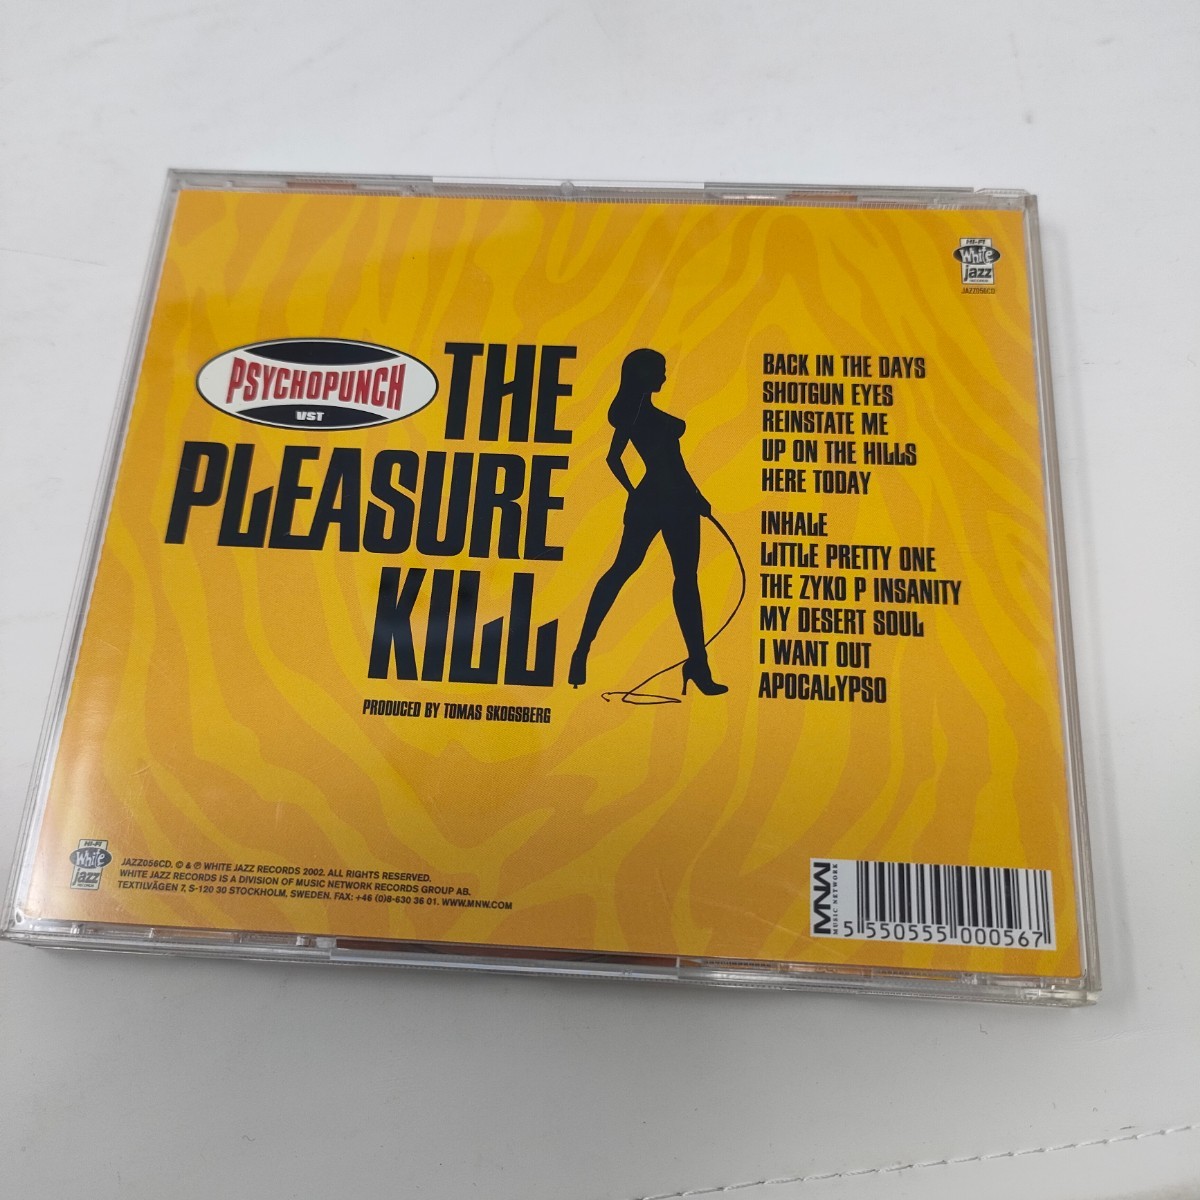 HI-FI
White
jazz
RECORDS
JAZZ056CD
PSYCHOPUNCH
VST
THE
PLEASURE
KILL
PRODUCED BY TOMAS SKOGSBERG
BACK IN THE DAYS
SHOTGUN EYES
REINSTATE ME
UP ON THE HILLS
HERE TODAY
INHALE
LITTLE PRETTY ONE
THE ZYKO P INSANITY
MY DESERT SOUL
I WANT OUT
APOCALYPSO
HI-FI
White
jazz
RECORDS
JAZZ056CD. © & ℗ WHITE JAZZ RECORDS 2002. ALL RIGHTS RESERVED.
WHITE JAZZ RECORDS IS A DIVISION OF MUSIC NETWORK RECORDS GROUP AB.
TEXTILVÄGEN 7, S-120 30 STOCKHOLM, SWEDEN. FAX: +46 (0)8-630 36 01. WWW.MNW.COM
MNW
MUSIC NETWORK
5 550555 000567